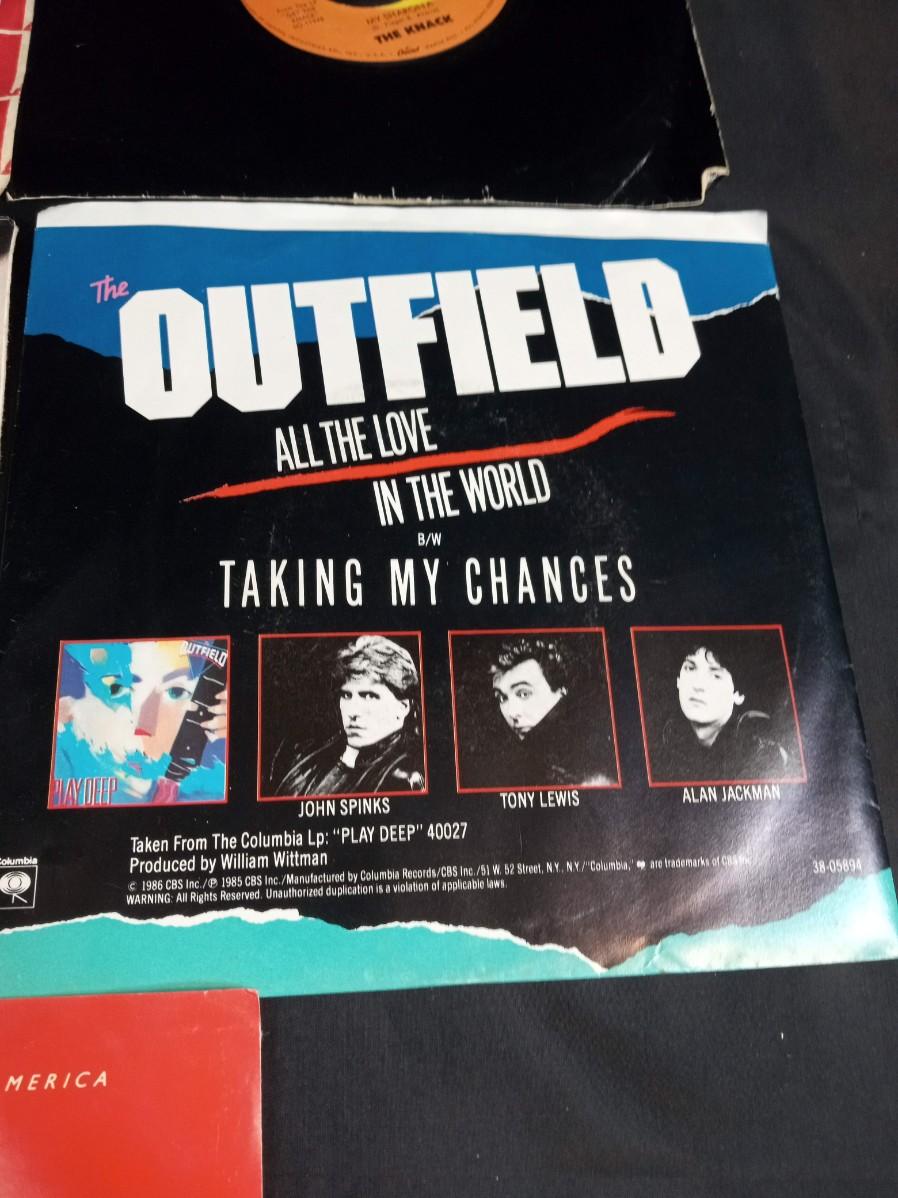 MY SHARONA
THE KNACK
The
OUTFIELD
ALL THE LOVE
IN THE WORLD
B/W
TAKING MY CHANCES
OUTFIELD
PLAY DEEP
JOHN SPINKS
TONY LEWIS
ALAN JACKMAN
Taken From The Columbia Lp: "PLAY DEEP" 40027
Produced by William Wittman
Columbia
© 1986 CBS Inc./℗ 1985 CBS Inc./Manufactured by Columbia Records/CBS Inc./51 W. 52 Street, N.Y., N.Y./"Columbia," are trademarks of CBS Inc.
38-05894
WARNING: All Rights Reserved. Unauthorized duplication is a violation of applicable laws.
MERICA